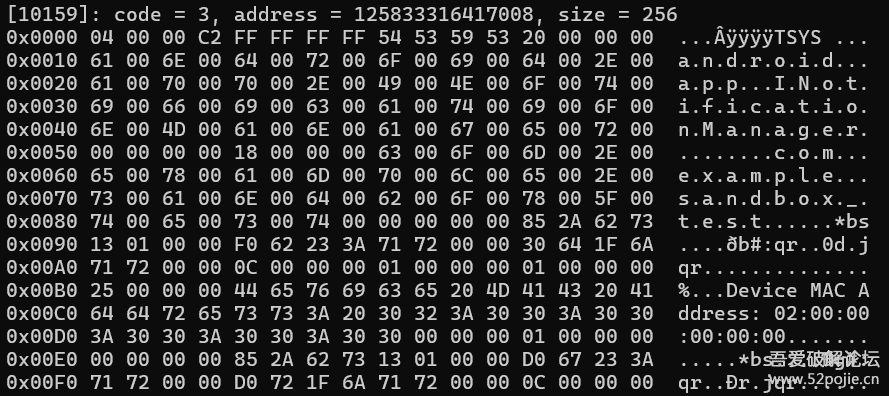 [10159]: code = 3, address = 125833316417008, size = 256
0x0000 04 00 00 C2 FF FF FF FF 54 53 59 53 20 00 00 00 ...ÂÿÿÿÿTSYS ...
0x0010 61 00 6E 00 64 00 72 00 6F 00 69 00 64 00 2E 00 a.n.d.r.o.i.d...
0x0020 61 00 70 00 70 00 2E 00 49 00 4E 00 6F 00 74 00 a.p.p...I.N.o.t.
0x0030 69 00 66 00 69 00 63 00 61 00 74 00 69 00 6F 00 i.f.i.c.a.t.i.o.
0x0040 6E 00 4D 00 61 00 6E 00 61 00 67 00 65 00 72 00 n.M.a.n.a.g.e.r.
0x0050 00 00 00 00 18 00 00 00 63 00 6F 00 6D 00 2E 00 ........c.o.m...
0x0060 65 00 78 00 61 00 6D 00 70 00 6C 00 65 00 2E 00 e.x.a.m.p.l.e...
0x0070 73 00 61 00 6E 00 64 00 62 00 6F 00 78 00 5F 00 s.a.n.d.b.o.x._.
0x0080 74 00 65 00 73 00 74 00 00 00 00 00 85 2A 62 73 t.e.s.t......*bs
0x0090 13 01 00 00 F0 62 23 3A 71 72 00 00 30 64 1F 6A ....ðb#:qr..0d.j
0x00A0 71 72 00 00 0C 00 00 00 01 00 00 00 01 00 00 00 qr..............
0x00B0 25 00 00 00 44 65 76 69 63 65 20 4D 41 43 20 41 %...Device MAC A
0x00C0 64 64 72 65 73 73 3A 20 30 32 3A 30 30 3A 30 30 ddress: 02:00:00
0x00D0 3A 30 30 3A 30 30 3A 30 30 00 00 00 01 00 00 00 :00:00:00.......
0x00E0 00 00 00 00 85 2A 62 73 13 01 00 00 D0 67 23 3A .....*bs
0x00F0 71 72 00 00 D0 72 1F 6A 71 72 00 00 0C 00 00 00 qr..Ðr.jqr......
吾爱破解论坛
www.52pojie.cn